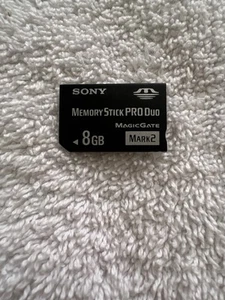 SONY
MEMORY STICK PRO DUO
MAGICGATE
8GB MARK2